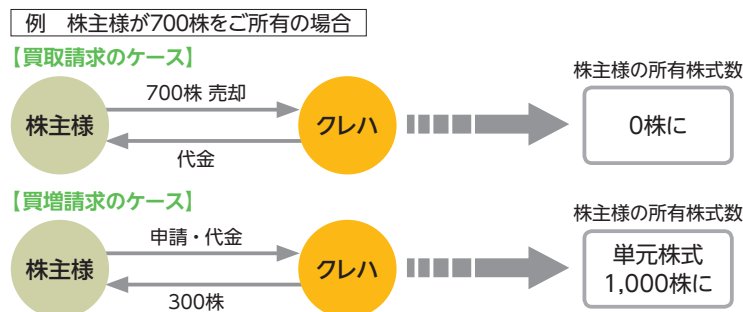 例　株主様が700株をご所有の場合
【買取請求のケース】
株主様
700株 売却
代金
クレハ
株主様の所有株式数
0株に
【買増請求のケース】
株主様
申請・代金
300株
クレハ
株主様の所有株式数
単元株式
1,000株に